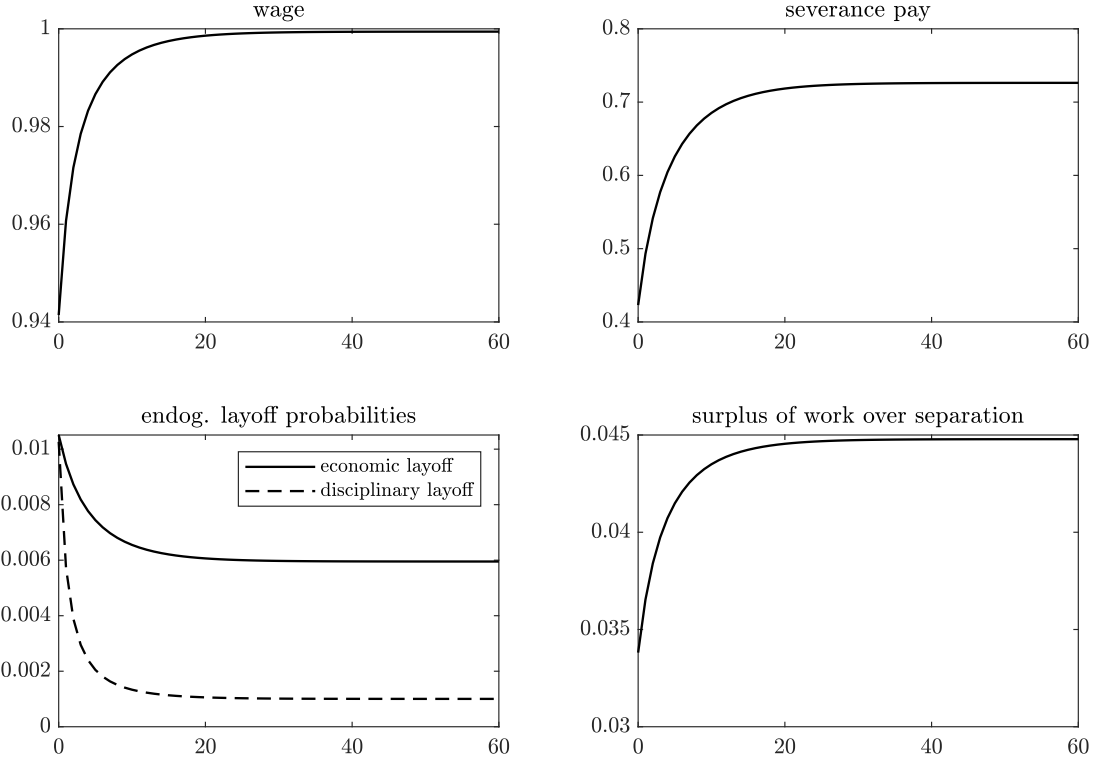 wage
1
0.98
0.96
0.94
0 20 40 60
severance pay
0.8
0.7
0.6
0.5
0.4
0 20 40 60
endog. layoff probabilities
0.01
0.008
0.006
0.004
0.002
0
economic layoff
disciplinary layoff
0 20 40 60
surplus of work over separation
0.045
0.04
0.035
0.03
0 20 40 60